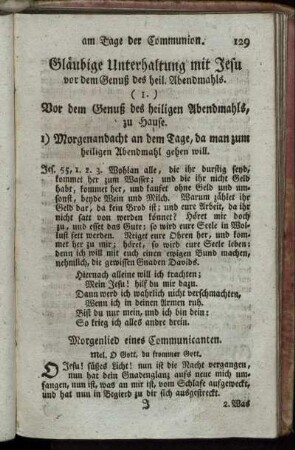 am Tage der Communion. 129
Gläubige Unterhaltung mit Jesu
vor dem Genuß des heil. Abendmahls.
( 1. )
Vor dem Genuß des heiligen Abendmahls,
zu Hause.
1) Morgenandacht an dem Tage, da man zum
heiligen Abendmahl gehen will.
Jes. 55, 1. 2. 3. Wohlan alle, die ihr durstig seyd,
kommet her zum Wasser; und die ihr nicht Geld
habt, kommet her, und kaufet ohne Geld und um-
sonst, beyde Wein und Milch. Warum zählet ihr
Geld dar, da kein Brod ist; und eure Arbeit, da ihr
nicht satt von werden könnet? Höret mir doch
zu, und esset das Gute; so wird eure Seele in Wol-
lust fett werden. Neiget eure Ohren her, und kom-
met her zu mir; höret, so wird eure Seele leben:
denn ich will mit euch einen ewigen Bund machen,
nehmlich, die gewissen Gnaden Davids.
Hiernach alleine will ich trachten;
Mein Jesu! hilf du mir dazu.
Dann werd ich wahrlich nicht verschmachten,
Wenn ich in deinen Armen ruh.
Bist du nur mein, und ich bin dein:
So krieg ich alles andre drein.
Morgenlied eines Communicanten.
Mel. O Gott, du frommer Gott.
O Jesu! süßes Licht! nun ist die Nacht vergangen,
nun hat dein Gnadenglanz aufs neue mich um-
fangen, nun ist, was an mir ist, vom Schlafe aufgeweckt,
und hat nun in Begierd zu dir sich ausgestreckt.
J 2. Was